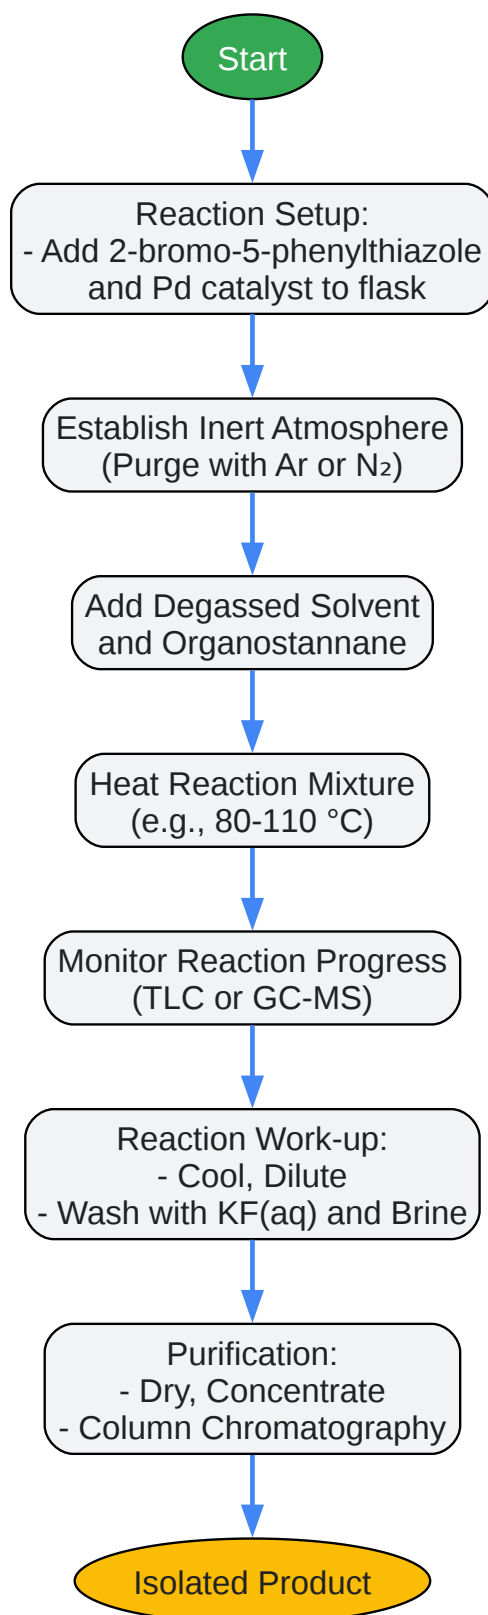 Start
Reaction Setup:
- Add 2-bromo-5-phenylthiazole
and Pd catalyst to flask
Establish Inert Atmosphere
(Purge with Ar or N₂)
Add Degassed Solvent
and Organostannane
Heat Reaction Mixture
(e.g., 80-110 °C)
Monitor Reaction Progress
(TLC or GC-MS)
Reaction Work-up:
- Cool, Dilute
- Wash with KF(aq) and Brine
Purification:
- Dry, Concentrate
- Column Chromatography
Isolated Product